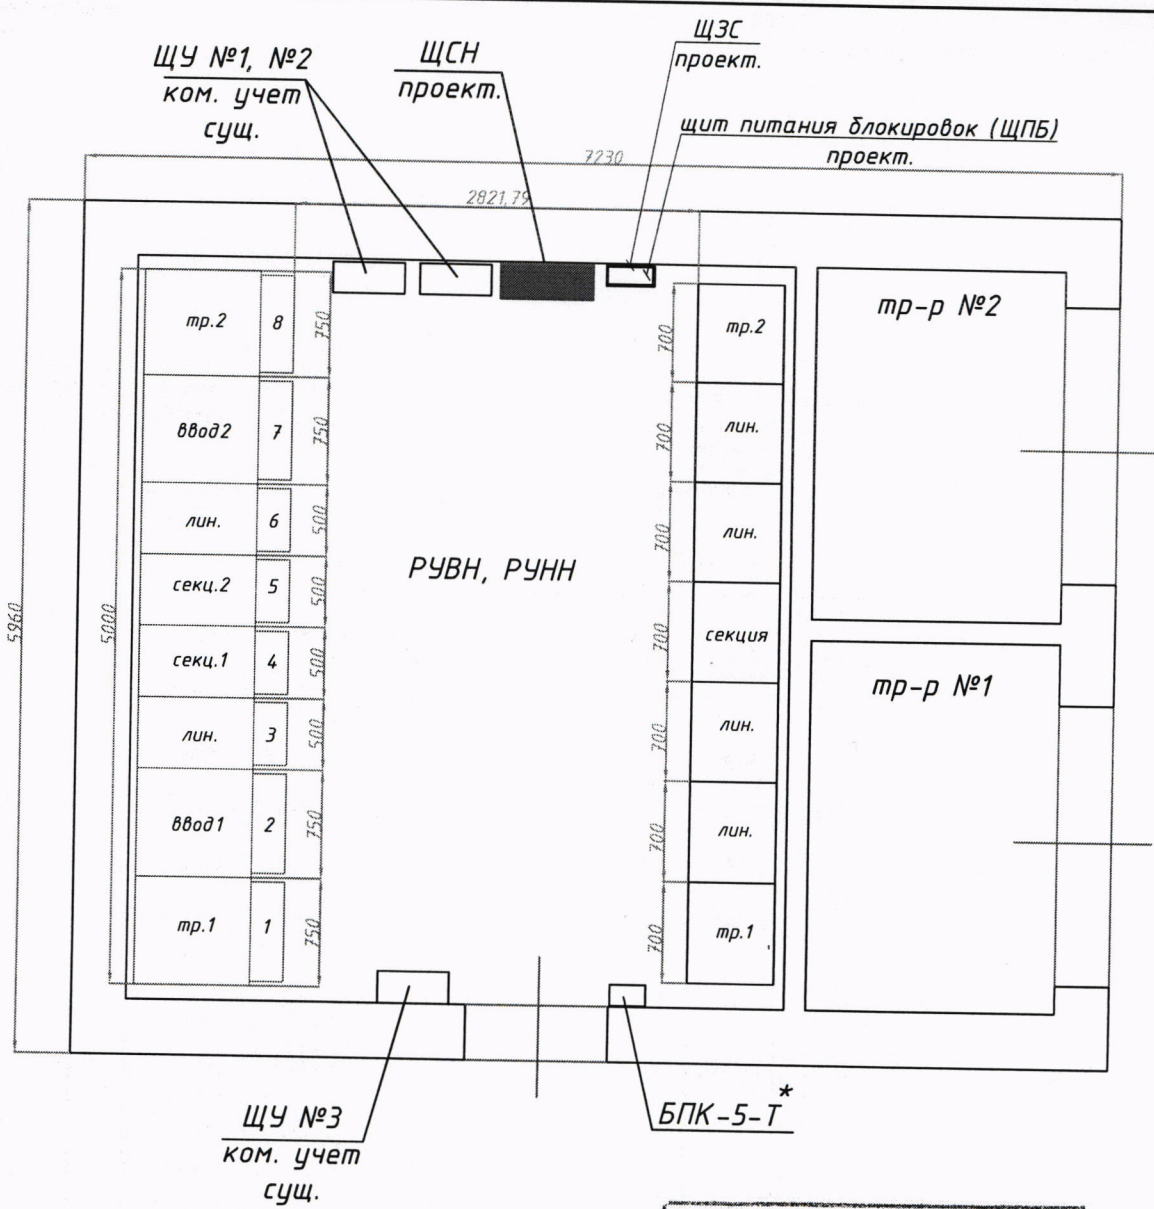 ЩУ №1, №2
ком. учет
сущ.
ЩСН
проект.
ЩЗС
проект.
щит питания блокировок (ЩПБ)
проект.
7230
2821,79
5960
5000
тр.2 8 750
ввод2 7 750
лин. 6 500
секц.2 5 500
секц.1 4 500
лин. 3 500
ввод1 2 750
тр.1 1 750
РУВН, РУНН
700 тр.2
700 лин.
700 лин.
700 секция
700 лин.
700 лин.
700 тр.1
тр-р №2
тр-р №1
ЩУ №3
ком. учет
сущ.
БПК-5-Т*